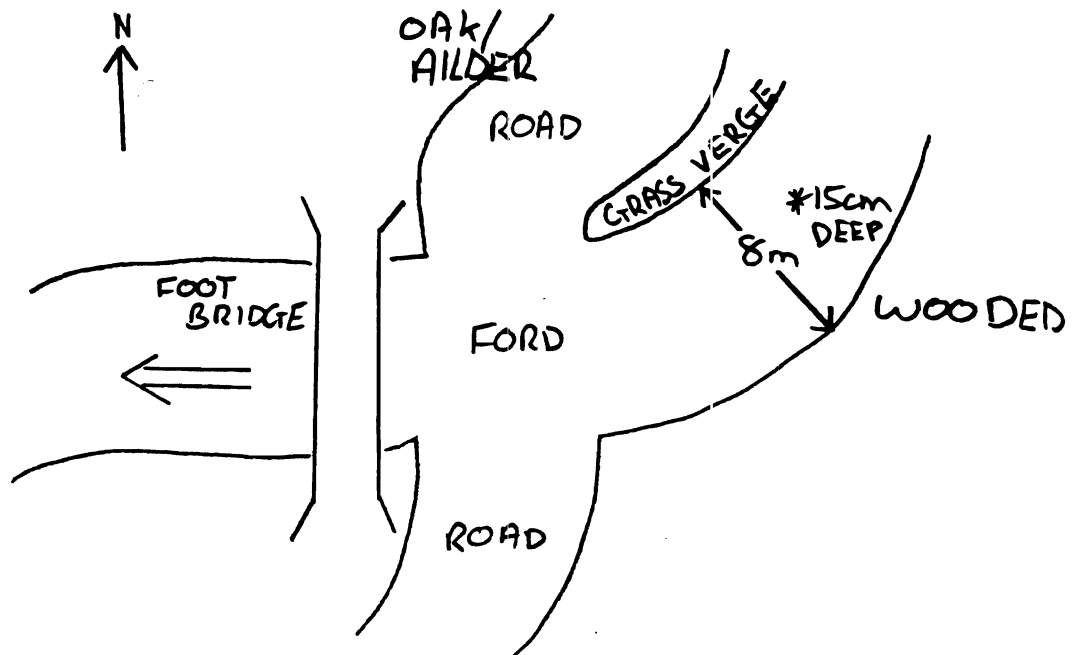 N
OAK/
AILDER
ROAD
GRASS VERGE
*15cm
DEEP
8m
WOODED
FOOT
BRIDGE
FORD
ROAD